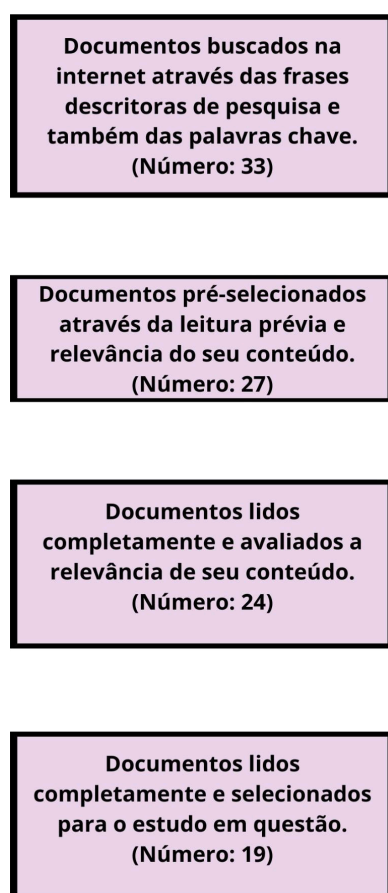 Documentos buscados na
internet através das frases
descritoras de pesquisa e
também das palavras chave.
(Número: 33)
Documentos pré-selecionados
através da leitura prévia e
relevância do seu conteúdo.
(Número: 27)
Documentos lidos
completamente e avaliados a
relevância de seu conteúdo.
(Número: 24)
Documentos lidos
completamente e selecionados
para o estudo em questão.
(Número: 19)